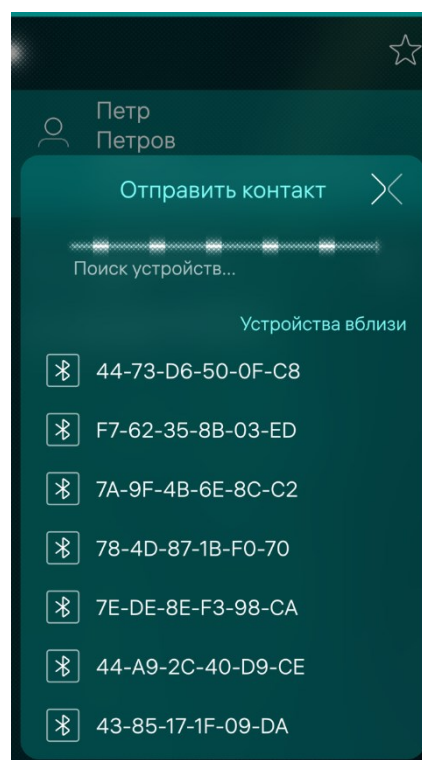 Петр
Петров
Отправить контакт
Поиск устройств...
Устройства вблизи
44-73-D6-50-0F-C8
F7-62-35-8B-03-ED
7A-9F-4B-6E-8C-C2
78-4D-87-1B-F0-70
7E-DE-8E-F3-98-CA
44-A9-2C-40-D9-CE
43-85-17-1F-09-DA